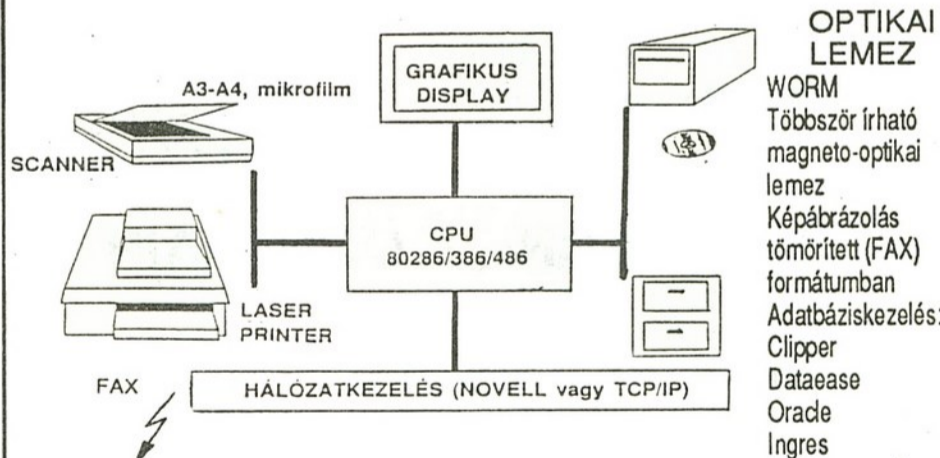 OPTIKAI
LEMEZ
WORM
Többször írható
magneto-optikai
lemez
Képábrázolás
tömörített (FAX)
formátumban
Adatbáziskezelés:
Clipper
Dataease
Oracle
Ingres
A3-A4, mikrofilm
SCANNER
GRAFIKUS
DISPLAY
CPU
80286/386/486
LASER
PRINTER
FAX
HÁLÓZATKEZELÉS (NOVELL vagy TCP/IP)